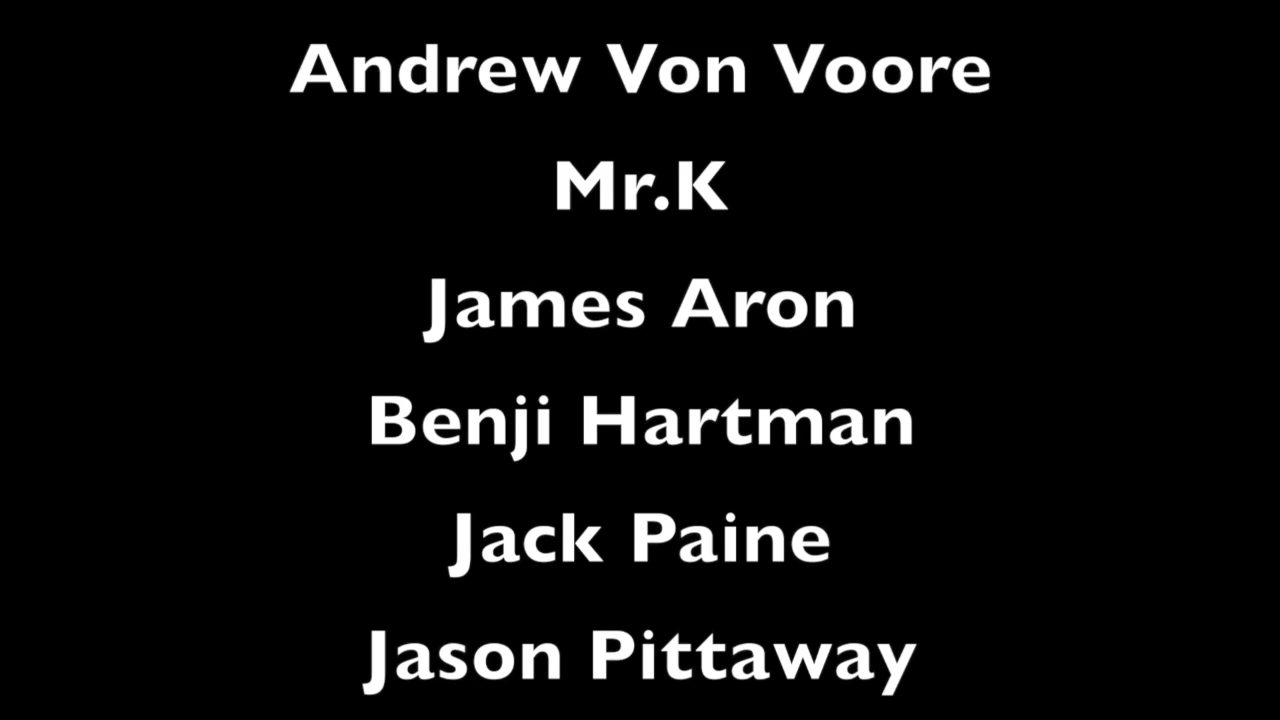 Andrew Von Voore
Mr.K
James Aron
Benji Hartman
Jack Paine
Jason Pittaway